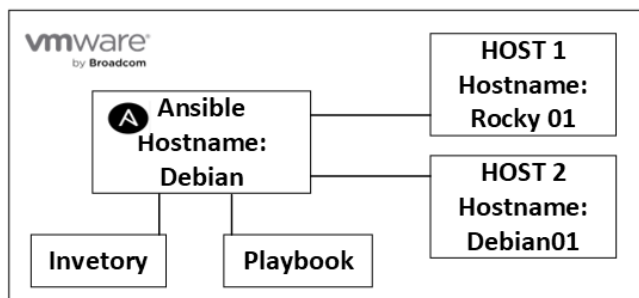 vmware®
by Broadcom
Ansible
Hostname:
Debian
HOST 1
Hostname:
Rocky 01
HOST 2
Hostname:
Debian01
Invetory
Playbook